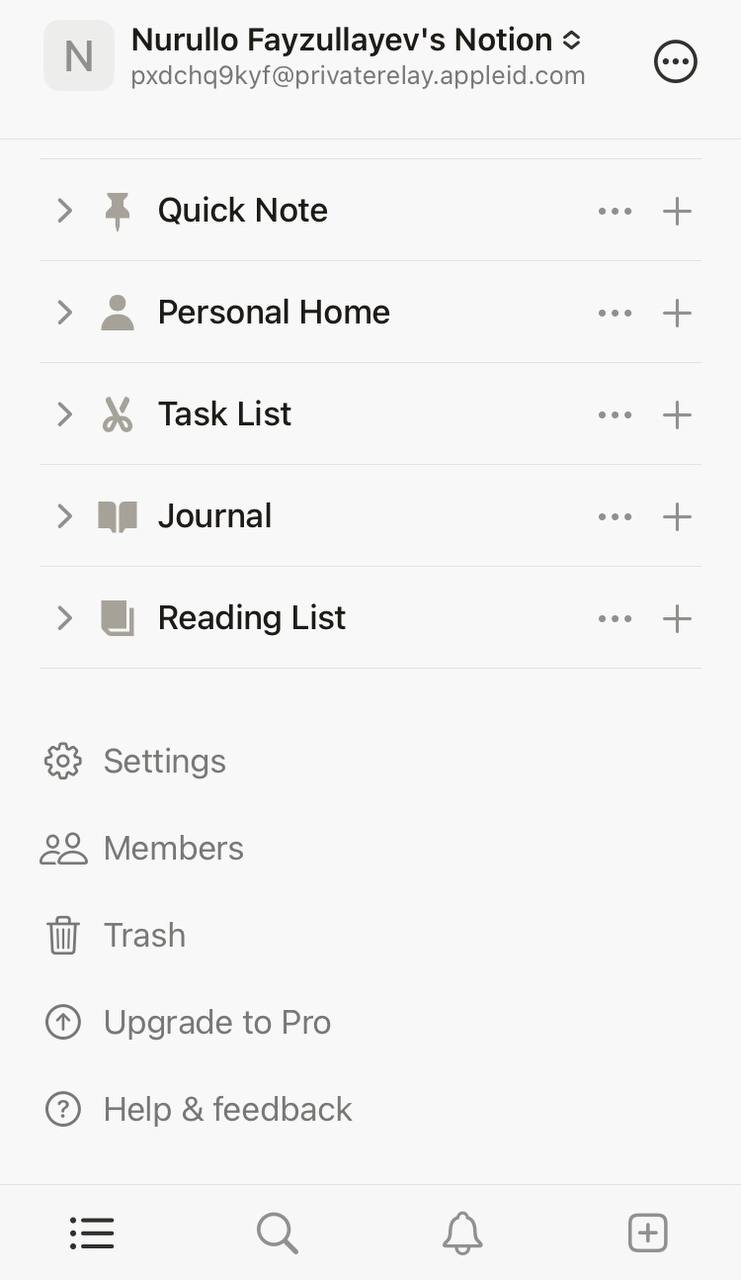 N
Nurullo Fayzullayev's Notion
pxdchq9kyf@privaterelay.appleid.com
Quick Note
Personal Home
Task List
Journal
Reading List
Settings
Members
Trash
Upgrade to Pro
Help & feedback